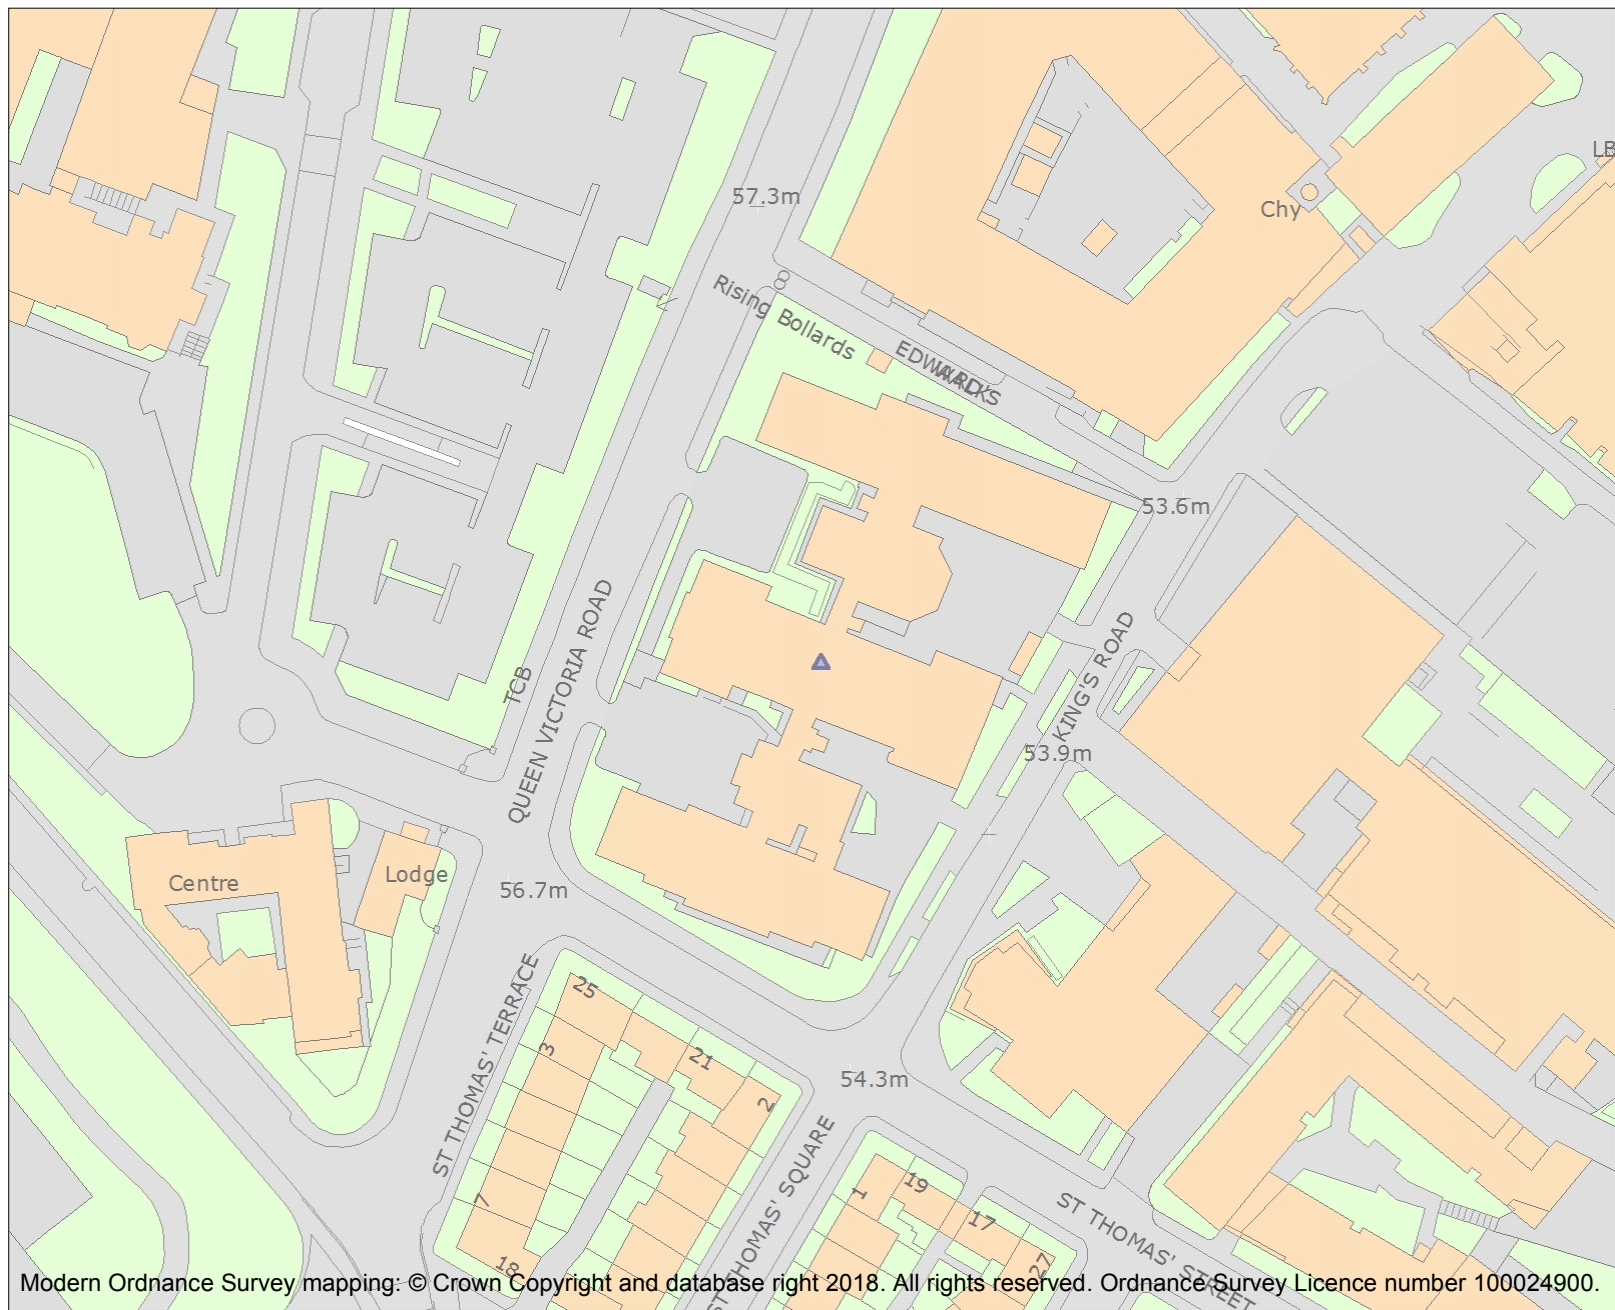 LB
57.3m
Chy
Rising Bollards
EDWARD'S
WALK
53.6m
QUEEN VICTORIA ROAD
TCB
KING'S ROAD
53.9m
Centre
Lodge
56.7m
ST THOMAS' TERRACE
25
3
21
2
54.3m
ST THOMAS' SQUARE
7
18
1
19
17
27
ST THOMAS' STREET
Modern Ordnance Survey mapping: © Crown Copyright and database right 2018. All rights reserved. Ordnance Survey Licence number 100024900.